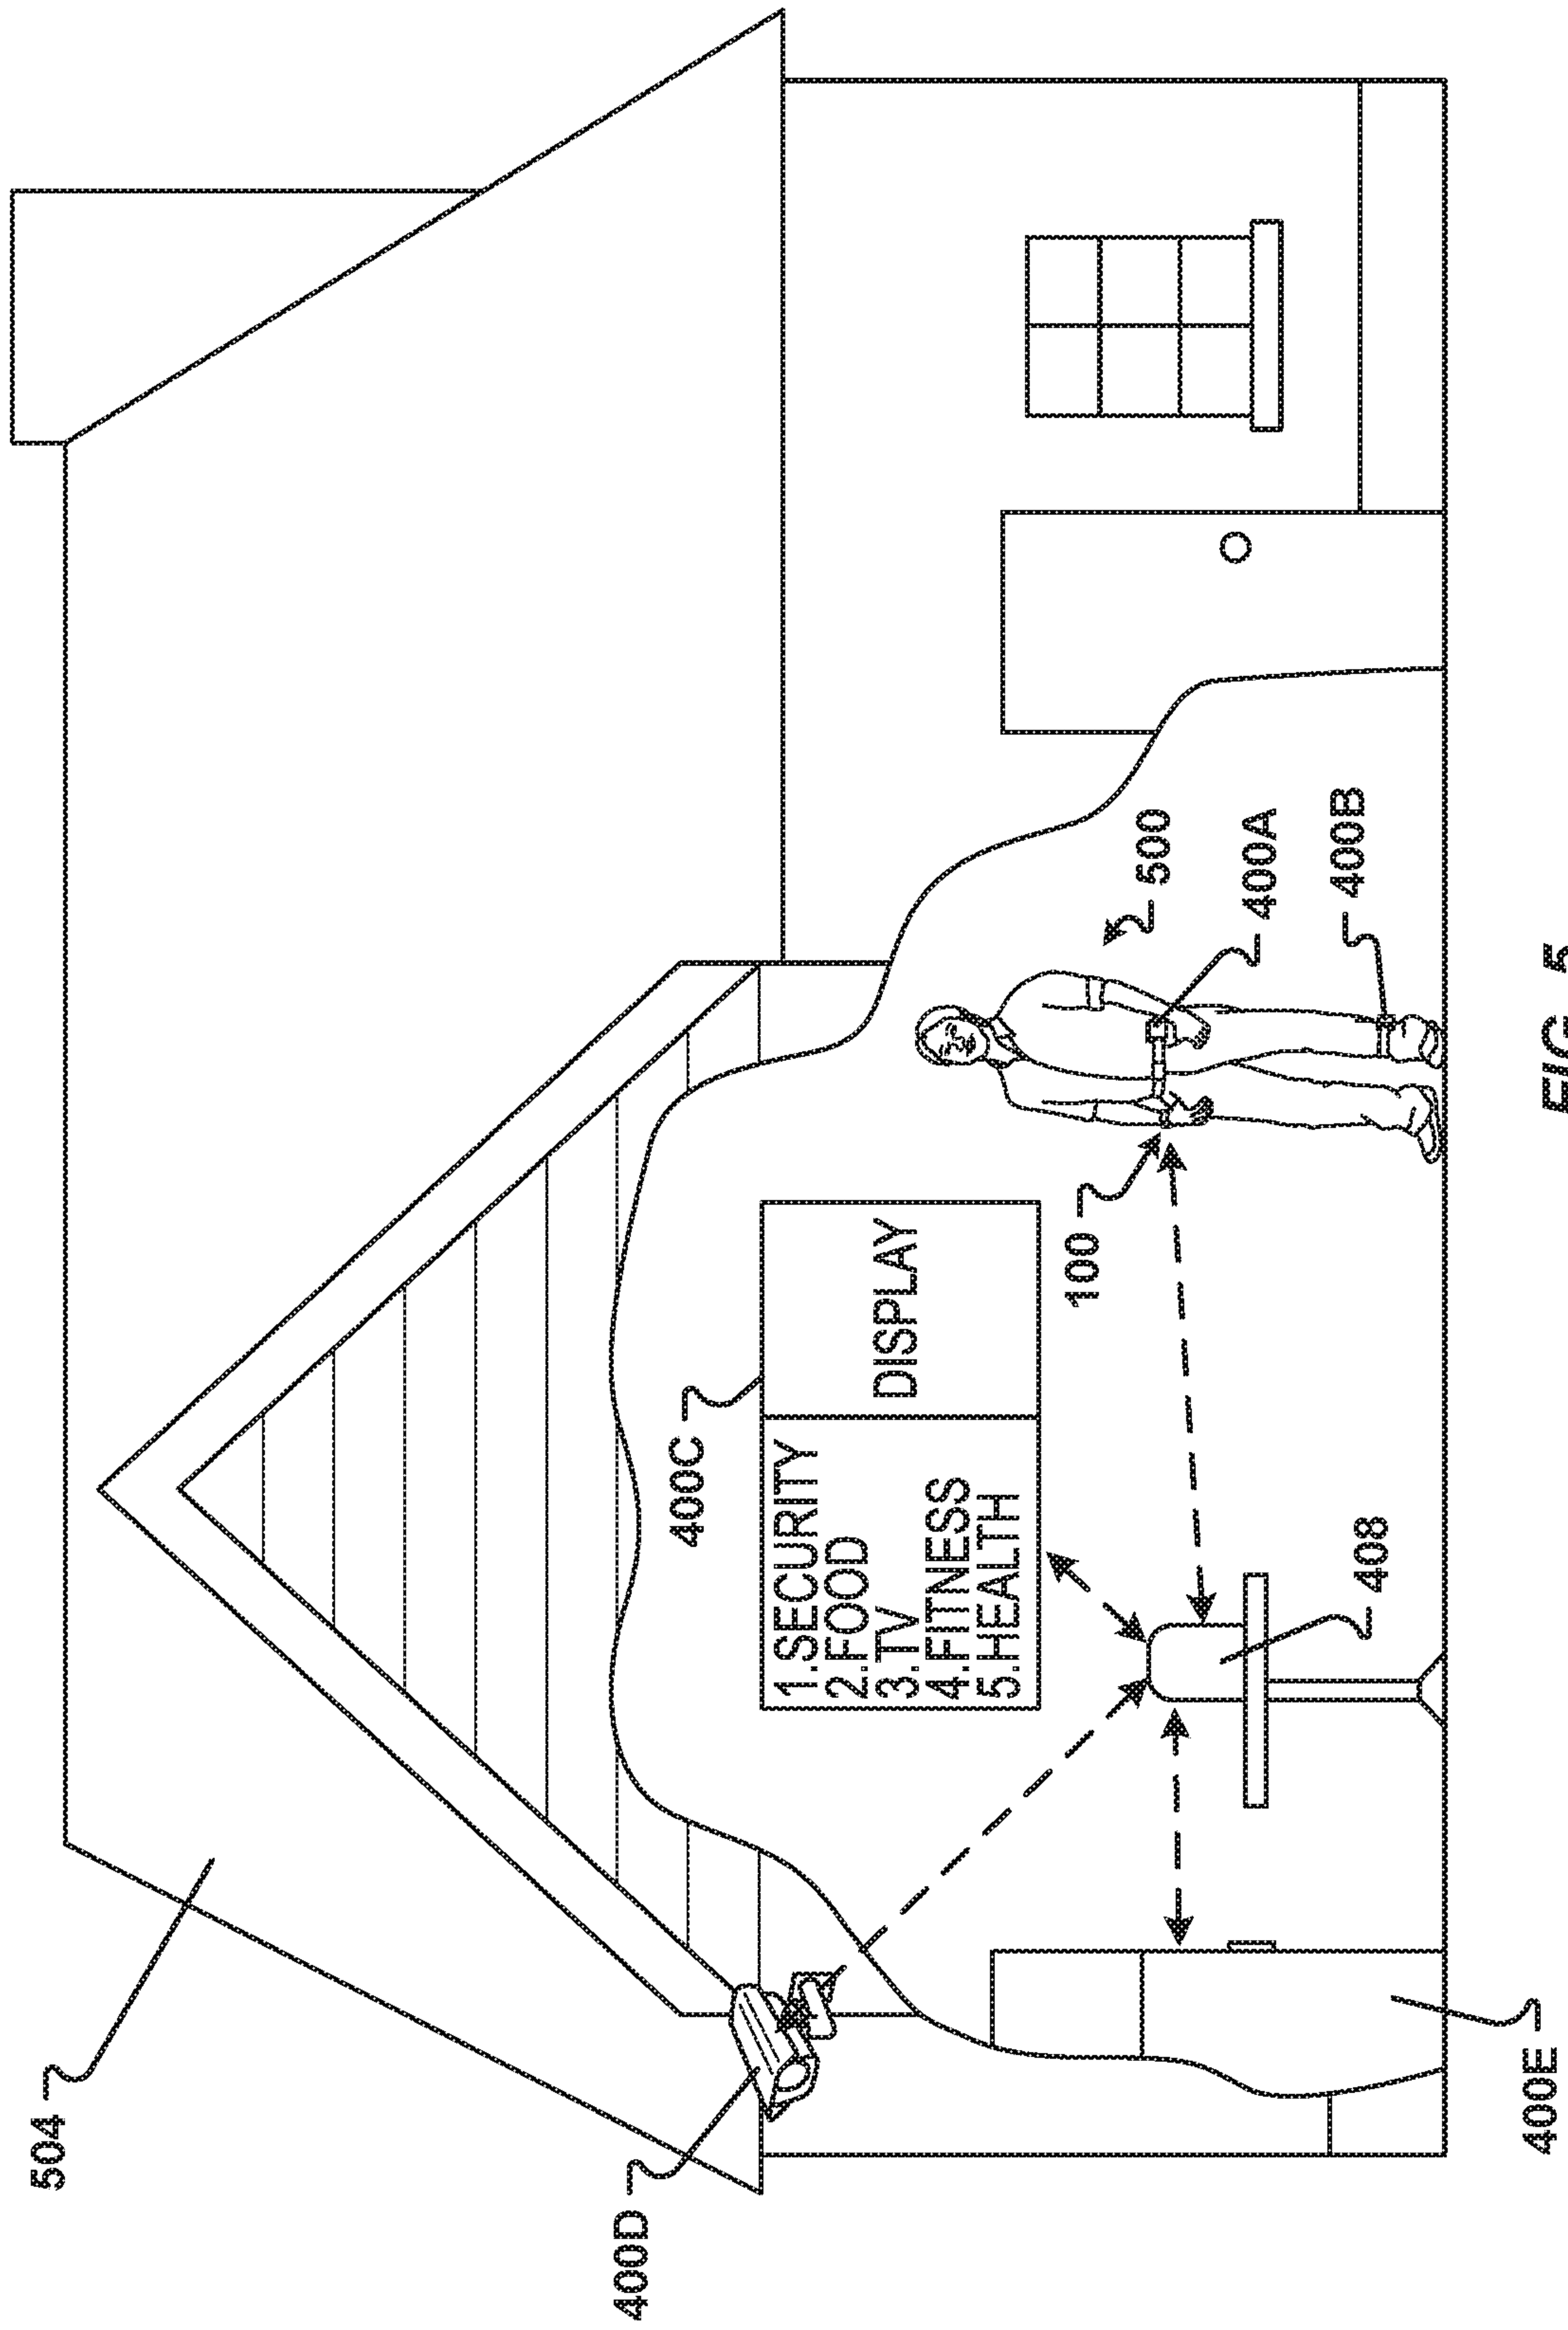 504
400D
400C
1.SECURITY
2.FOOD
3.TV
4.FITNESS
5.HEALTH
DISPLAY
100
500
400A
400B
408
400E
FIG. 5